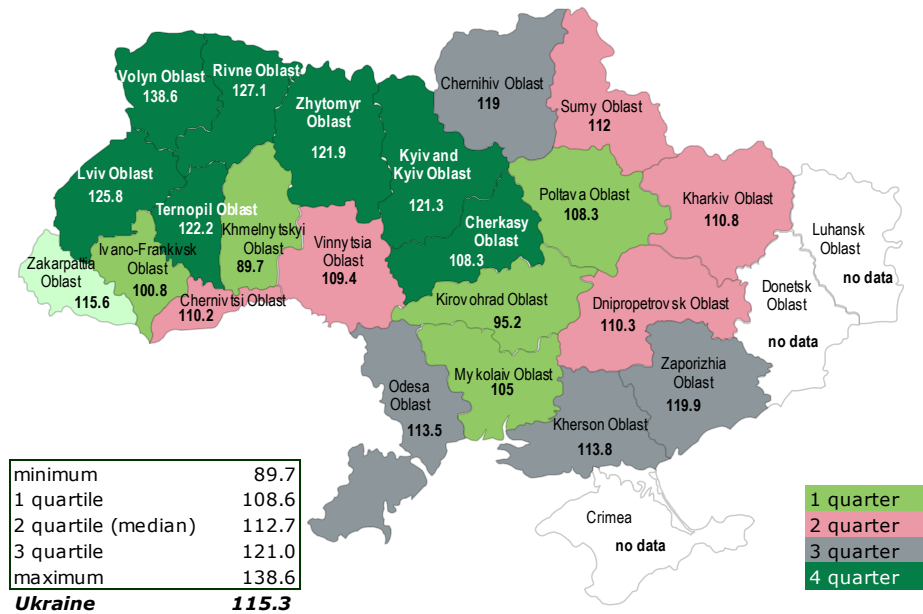 Volyn Oblast
138.6
Rivne Oblast
127.1
Zhytomyr
Oblast
121.9
Kyiv and
Kyiv Oblast
121.3
Chernihiv Oblast
119
Sumy Oblast
112
Lviv Oblast
125.8
Ternopil Oblast
122.2
Khmelnytskyi
Oblast
89.7
Cherkasy
Oblast
108.3
Poltava Oblast
108.3
Kharkiv Oblast
110.8
Luhansk
Oblast
no data
Zakarpattia
Oblast
115.6
Ivano-Frankivsk
Oblast
100.8
Chernivtsi Oblast
110.2
Vinnytsia
Oblast
109.4
Kirovohrad Oblast
95.2
Dnipropetrovsk Oblast
110.3
Donetsk
Oblast
no data
Odesa
Oblast
113.5
Mykolaiv Oblast
105
Kherson Oblast
113.8
Zaporizhia
Oblast
119.9
Crimea
no data
minimum 89.7
1 quartile 108.6
2 quartile (median) 112.7
3 quartile 121.0
maximum 138.6
Ukraine 115.3
1 quarter
2 quarter
3 quarter
4 quarter